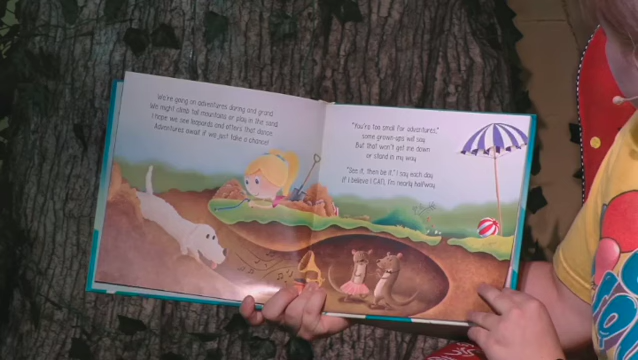 We're going on adventures daring and grand
We might climb tall mountains or play in the sand
I hope we see leopards and otters that dance
Adventures await if we just take a chance!
"You're too small for adventures,"
some grown-ups will say
But that won't get me down
or stand in my way
"See it, then be it," I say each day
If I believe I CAN, I'm nearly halfway